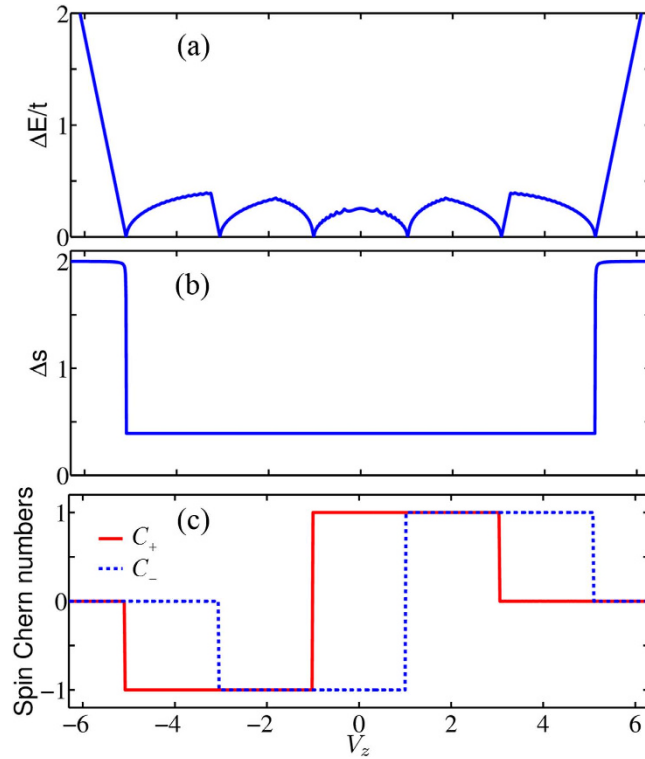 2
(a)
ΔE/t
1
0
2
(b)
Δs
1
0
1
(c)
C₊
C₋
Spin Chern numbers
0
−1
−6 −4 −2 0 2 4 6
V_z